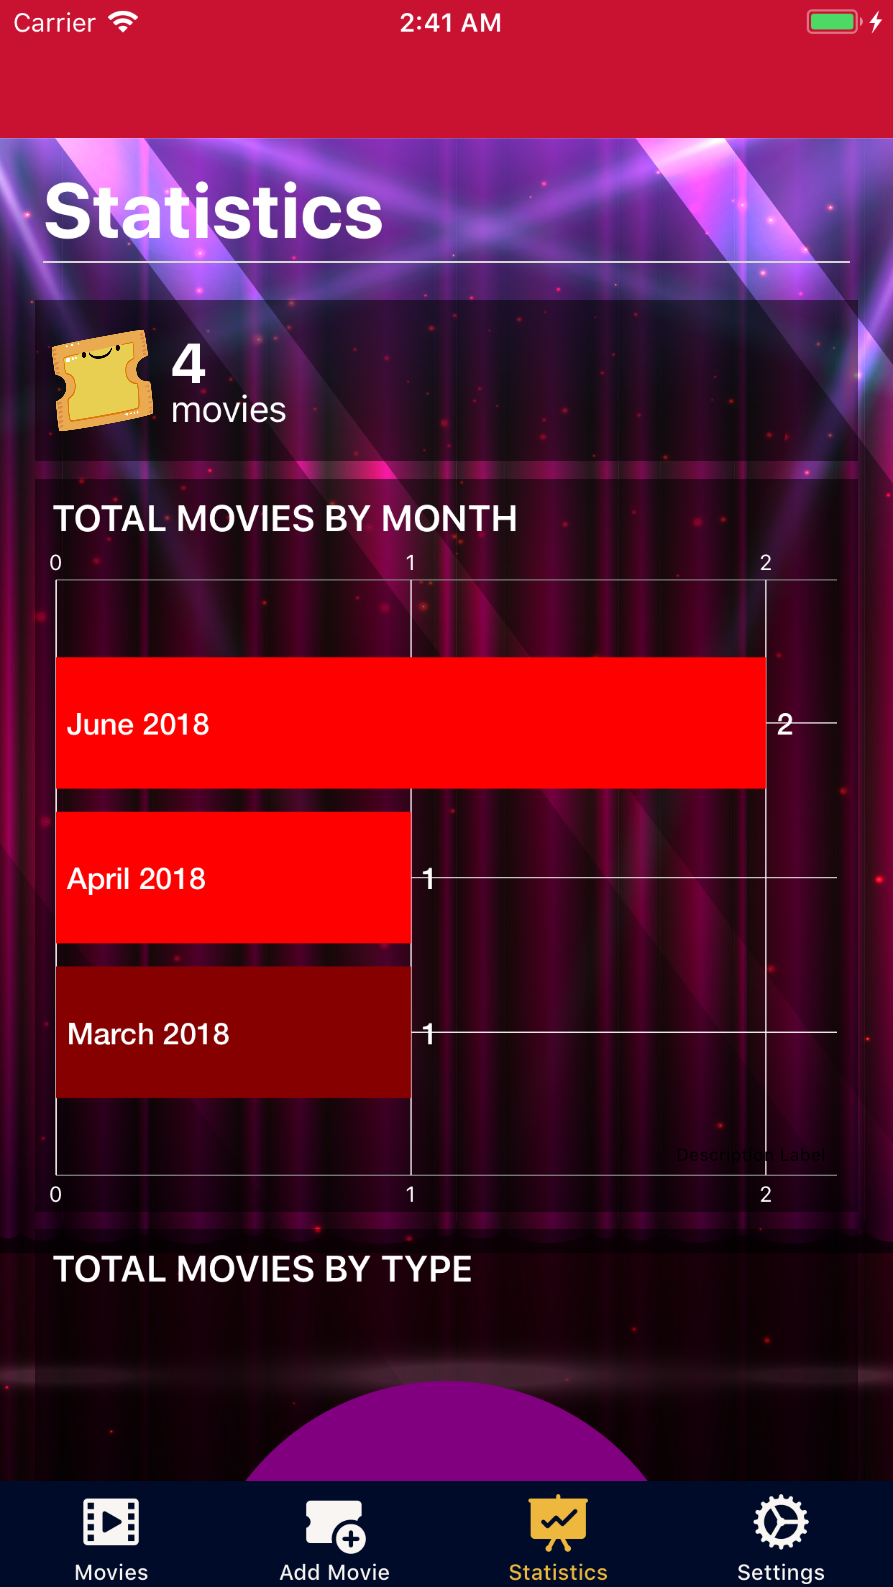 Carrier 2:41 AM
Statistics
4
movies
TOTAL MOVIES BY MONTH
0 1 2
June 2018 2
April 2018 1
March 2018 1
Description Label
0 1 2
TOTAL MOVIES BY TYPE
Movies Add Movie Statistics Settings